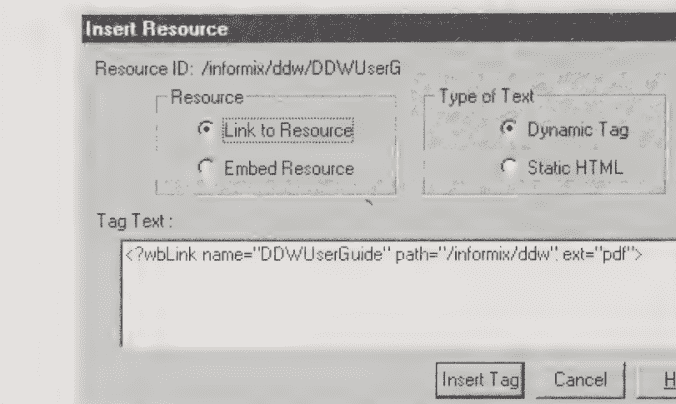 Insert Resource
Resource ID: /informix/ddw/DDWUserG
Resource
Type of Text
Link to Resource
Dynamic Tag
Embed Resource
Static HTML
Tag Text :
<?wbLink name="DDWUserGuide" path="/informix/ddw" ext="pdf">
Insert Tag
Cancel